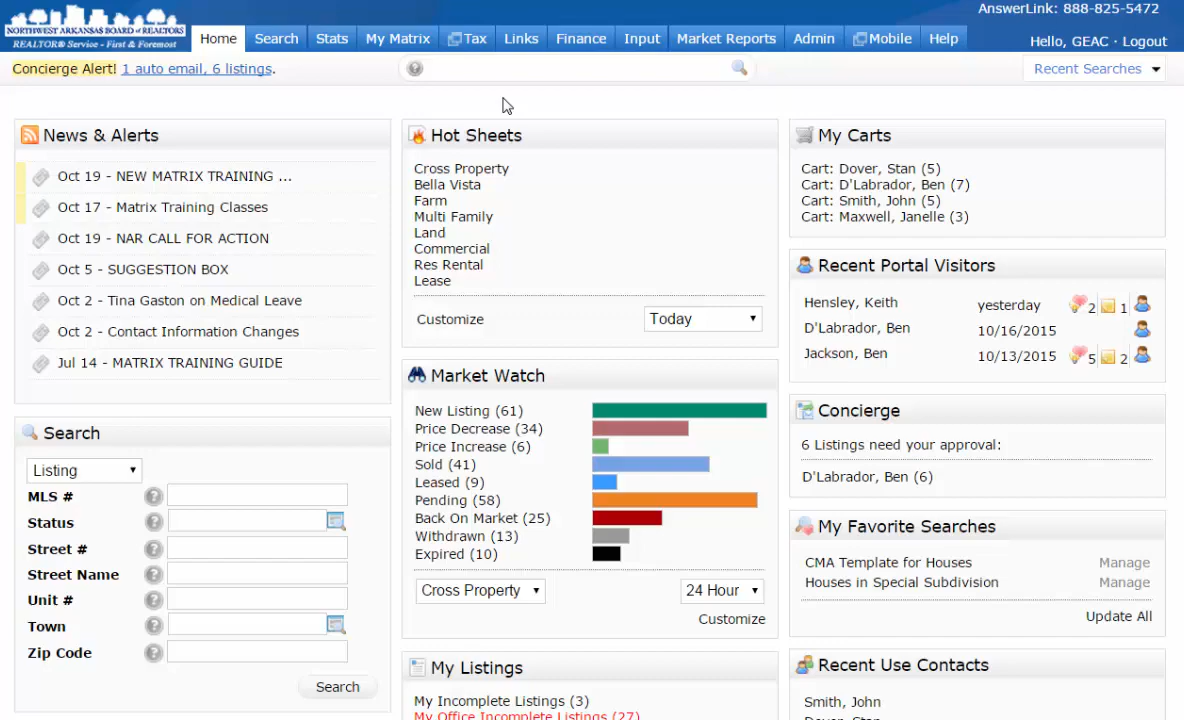 AnswerLink: 888-825-5472
NORTHWEST ARKANSAS BOARD of REALTORS
REALTOR® Service - First & Foremost
Home Search Stats My Matrix Tax Links Finance Input Market Reports Admin Mobile Help
Hello, GEAC · Logout
Concierge Alert! 1 auto email, 6 listings.
Recent Searches
News & Alerts
Oct 19 - NEW MATRIX TRAINING ...
Oct 17 - Matrix Training Classes
Oct 19 - NAR CALL FOR ACTION
Oct 5 - SUGGESTION BOX
Oct 2 - Tina Gaston on Medical Leave
Oct 2 - Contact Information Changes
Jul 14 - MATRIX TRAINING GUIDE
Search
Listing
MLS #
Status
Street #
Street Name
Unit #
Town
Zip Code
Search
Hot Sheets
Cross Property
Bella Vista
Farm
Multi Family
Land
Commercial
Res Rental
Lease
Customize Today
Market Watch
New Listing (61)
Price Decrease (34)
Price Increase (6)
Sold (41)
Leased (9)
Pending (58)
Back On Market (25)
Withdrawn (13)
Expired (10)
Cross Property 24 Hour
Customize
My Listings
My Incomplete Listings (3)
My Office Incomplete Listings (27)
My Carts
Cart: Dover, Stan (5)
Cart: D'Labrador, Ben (7)
Cart: Smith, John (5)
Cart: Maxwell, Janelle (3)
Recent Portal Visitors
Hensley, Keith yesterday 2 1
D'Labrador, Ben 10/16/2015
Jackson, Ben 10/13/2015 5 2
Concierge
6 Listings need your approval:
D'Labrador, Ben (6)
My Favorite Searches
CMA Template for Houses Manage
Houses in Special Subdivision Manage
Update All
Recent Use Contacts
Smith, John
Dover, Stan